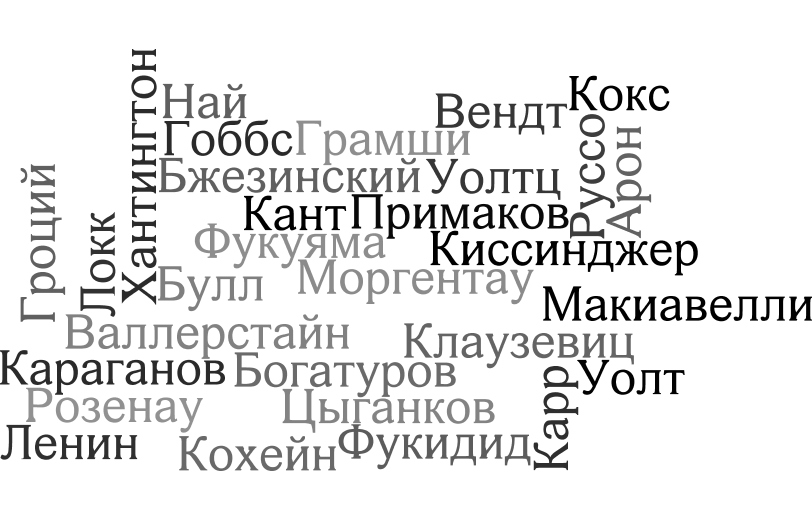 Хантингтон
Най
Вендт
Кокс
Гоббс
Грамши
Руссо
Арон
Гроций
Бжезинский
Уолтц
Локк
Кант
Примаков
Фукуяма
Киссинджер
Булл
Моргентау
Макиавелли
Валлерстайн
Клаузевиц
Караганов
Богатуров
Уолт
Карр
Розенау
Цыганков
Ленин
Кохейн
Фукидид